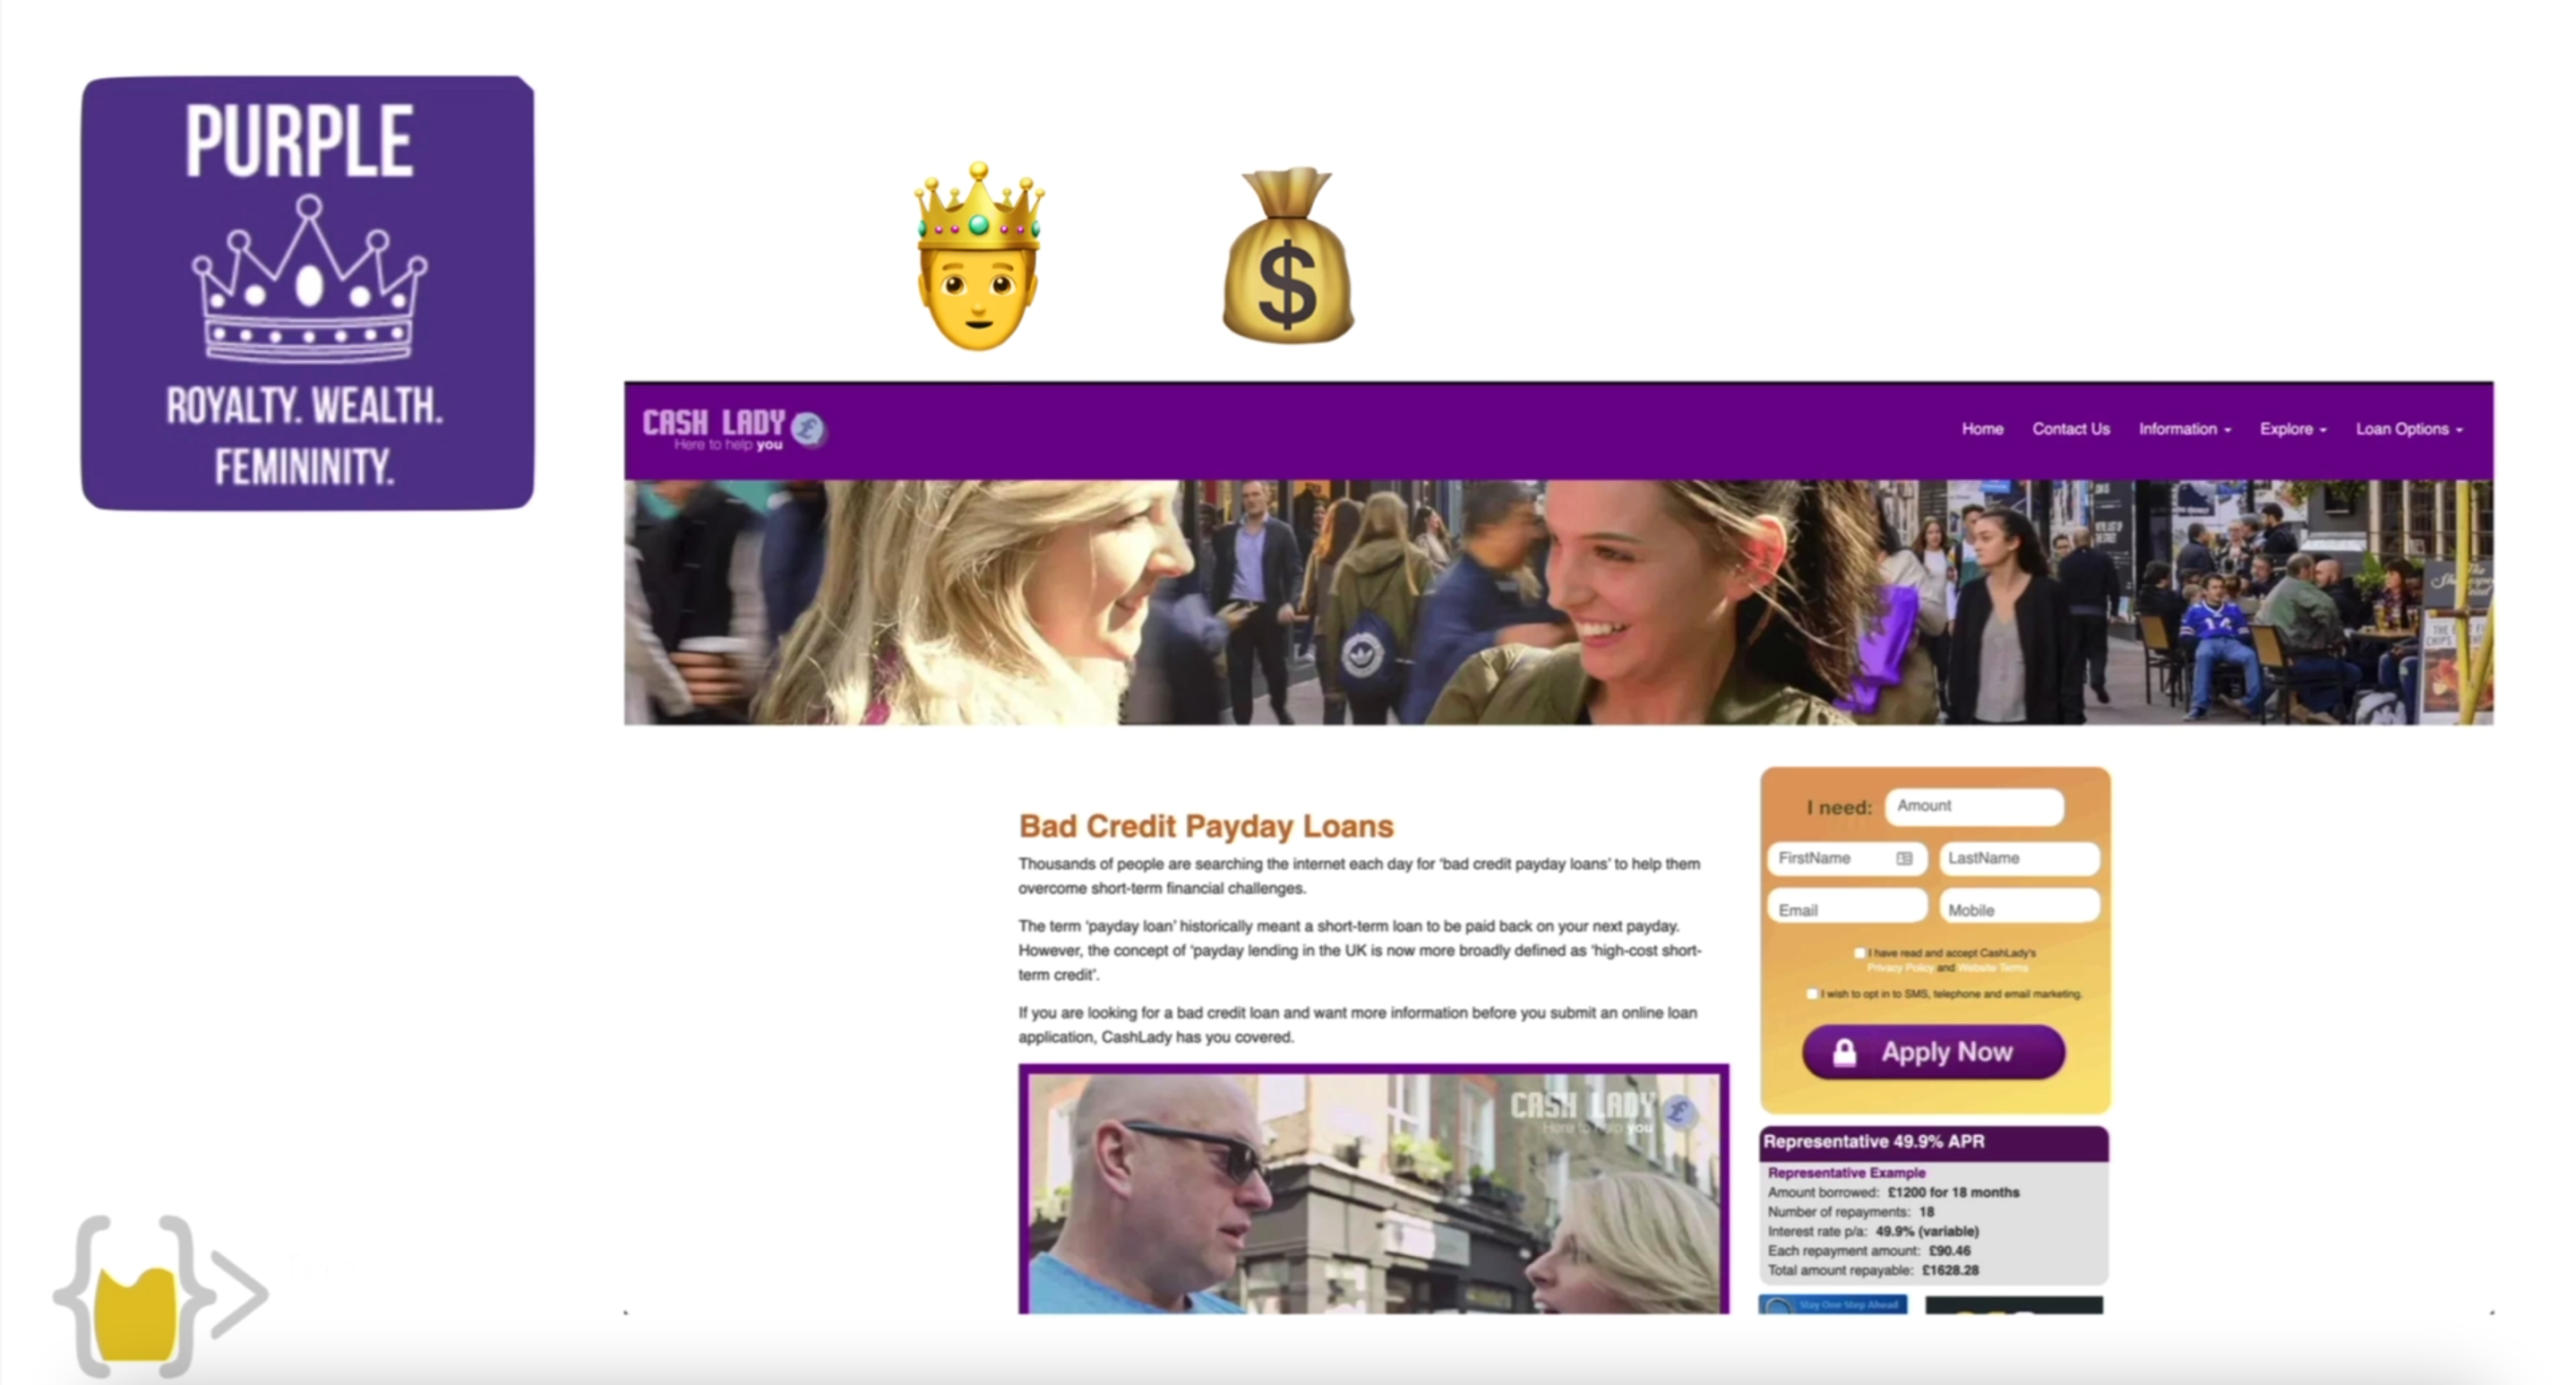 PURPLE
ROYALTY. WEALTH.
FEMININITY.
$
CASH LADY £
Here to help you
Home Contact Us Information Explore Loan Options
14
Bad Credit Payday Loans
Thousands of people are searching the internet each day for ‘bad credit payday loans’ to help them
overcome short-term financial challenges.
The term ‘payday loan’ historically meant a short-term loan to be paid back on your next payday.
However, the concept of ‘payday lending in the UK is now more broadly defined as ‘high-cost short-
term credit’.
If you are looking for a bad credit loan and want more information before you submit an online loan
application, CashLady has you covered.
CASH LADY £
Here to help you
I need: Amount
FirstName LastName
Email Mobile
I have read and accept CashLady's
Privacy Policy and Website Terms
I wish to opt in to SMS, telephone and email marketing.
Apply Now
Representative 49.9% APR
Representative Example
Amount borrowed: £1200 for 18 months
Number of repayments: 18
Interest rate p/a: 49.9% (variable)
Each repayment amount: £90.46
Total amount repayable: £1628.28
Stay One Step Ahead
{ } >